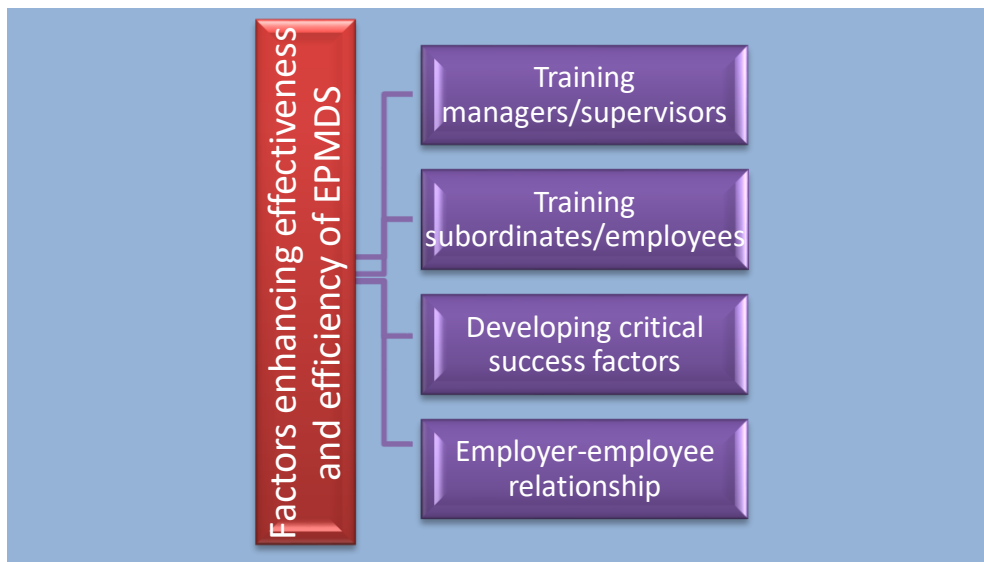 Factors enhancing effectiveness
and efficiency of EPMDS
Training
managers/supervisors
Training
subordinates/employees
Developing critical
success factors
Employer-employee
relationship